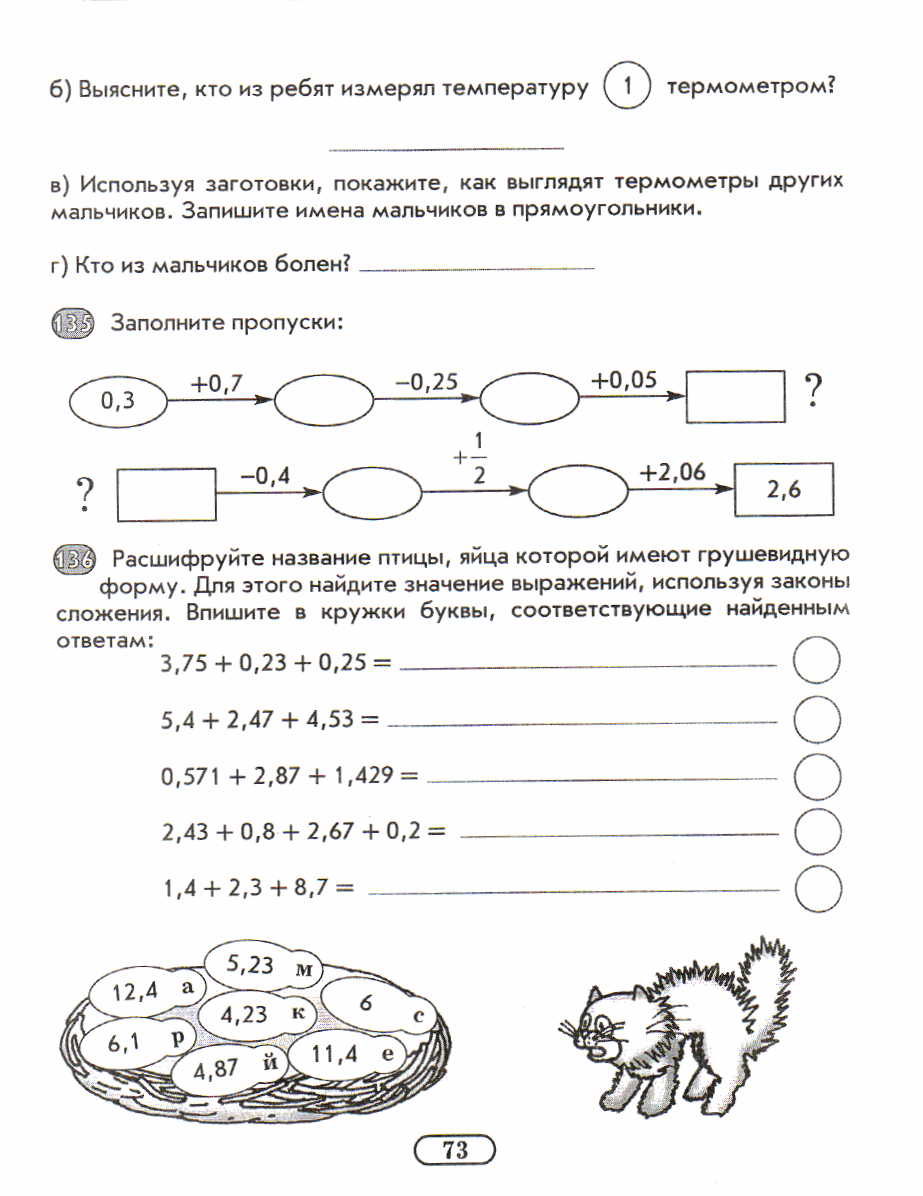 б) Выясните, кто из ребят измерял температуру 1 термометром?
в) Используя заготовки, покажите, как выглядят термометры других
мальчиков. Запишите имена мальчиков в прямоугольники.
г) Кто из мальчиков болен?
135 Заполните пропуски:
0,3 +0,7 −0,25 +0,05 ?
? −0,4 +1/2 +2,06 2,6
136 Расшифруйте название птицы, яйца которой имеют грушевидную
форму. Для этого найдите значение выражений, используя законы
сложения. Впишите в кружки буквы, соответствующие найденным
ответам:
3,75 + 0,23 + 0,25 =
5,4 + 2,47 + 4,53 =
0,571 + 2,87 + 1,429 =
2,43 + 0,8 + 2,67 + 0,2 =
1,4 + 2,3 + 8,7 =
5,23 м
12,4 а
4,23 к
6 с
6,1 р
4,87 й
11,4 е
73